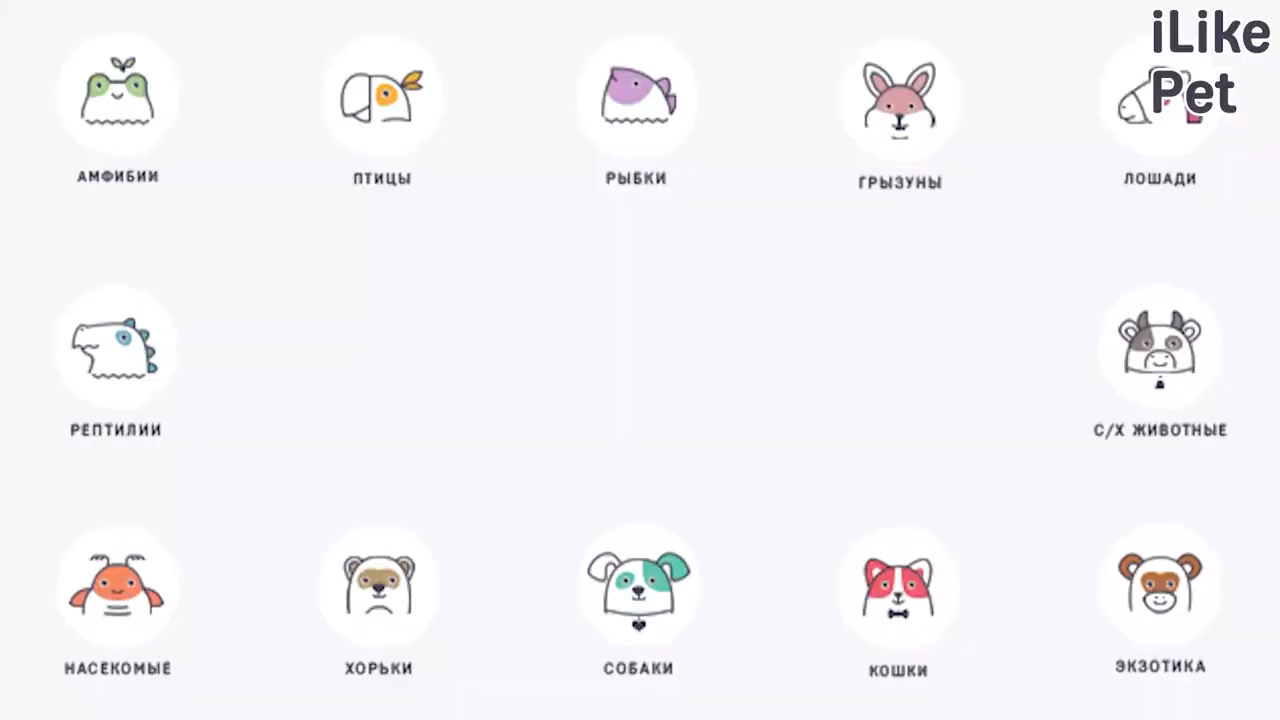 iLike
Pet
АМФИБИИ
ПТИЦЫ
РЫБКИ
ГРЫЗУНЫ
ЛОШАДИ
РЕПТИЛИИ
С/Х ЖИВОТНЫЕ
НАСЕКОМЫЕ
ХОРЬКИ
СОБАКИ
КОШКИ
ЭКЗОТИКА